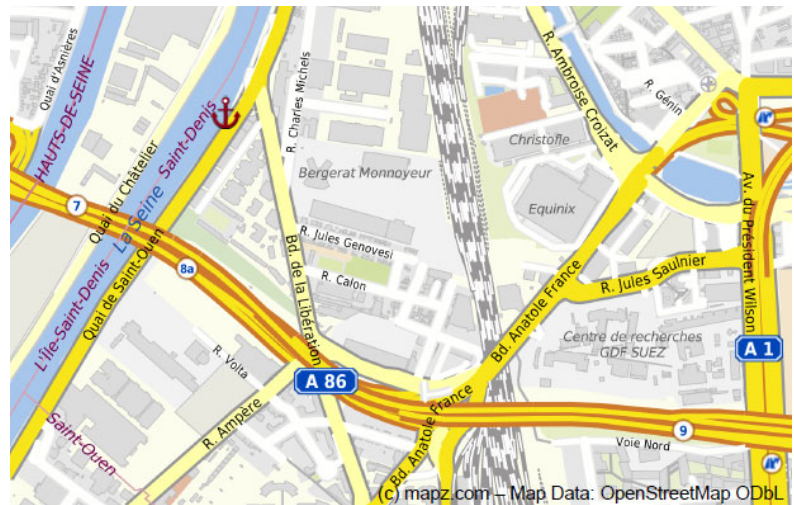 Quai d'Asnières
HAUTS-DE-SEINE
Quai du Châtelier
Saint-Denis
R. Charles Michels
R. Ambroise Croizat
R. Génin
Christofle
Bergerat Monnoyeur
Equinix
Av. du Président Wilson
7
La Seine
8a
L'Île-Saint-Denis
Quai de Saint-Ouen
R. Jules Genovesi
R. Calon
Bd. de la Libération
Bd. Anatole France
R. Jules Saulnier
Centre de recherches
GDF SUEZ
A 1
R. Volta
A 86
R. Ampère
Bd. Anatole France
9
Voie Nord
Saint-Ouen
(c) mapz.com – Map Data: OpenStreetMap ODbL